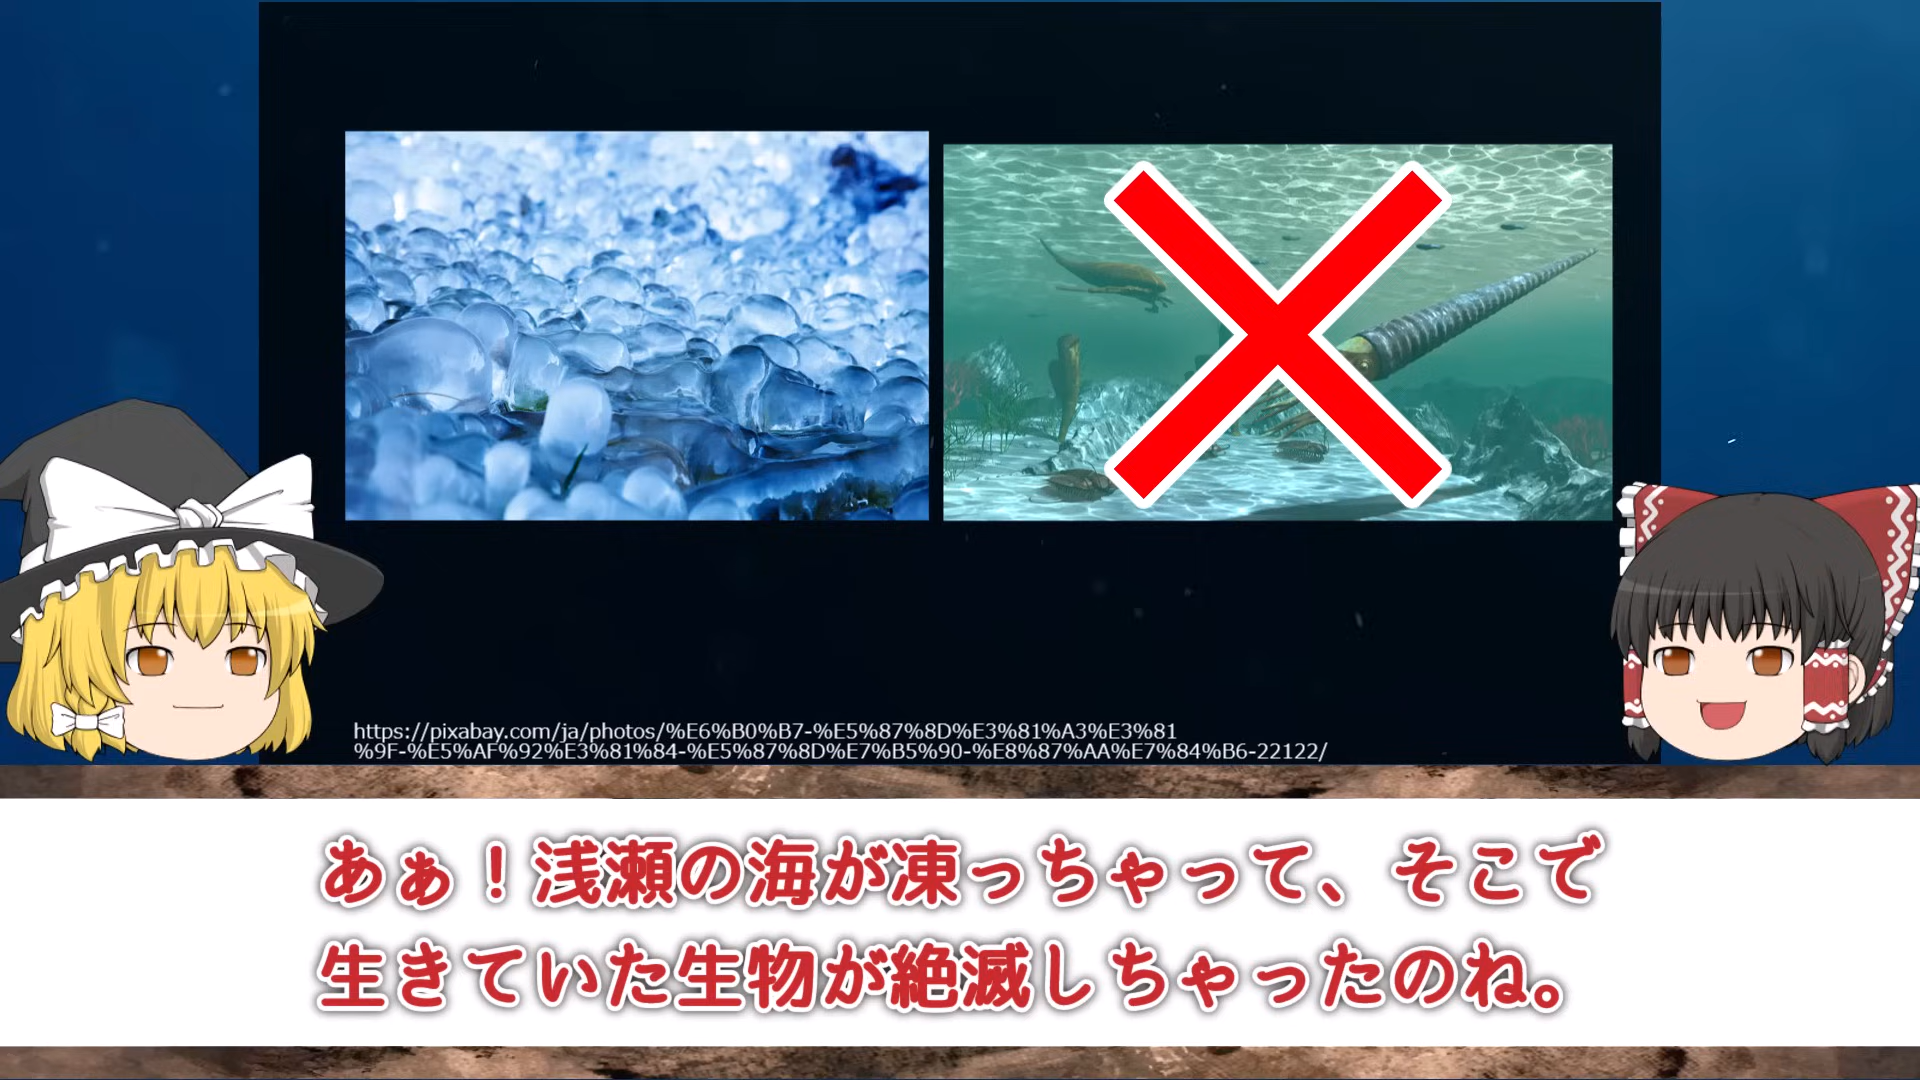 https://pixabay.com/ja/photos/%E6%B0%B7-%E5%87%8D%E3%81%A3%E3%81
%9F-%E5%AF%92%E3%81%84-%E5%87%8D%E7%B5%90-%E8%87%AA%E7%84%B6-22122/
あぁ！浅瀬の海が凍っちゃって、そこで
生きていた生物が絶滅しちゃったのね。